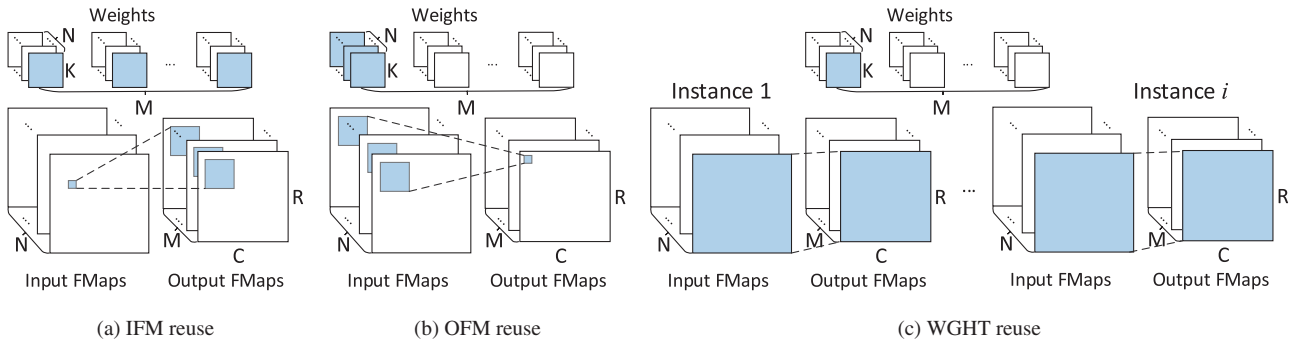 Weights
N
K
...
M
N
M
R
C
Input FMaps
Output FMaps
(a) IFM reuse
Weights
N
K
...
M
N
M
R
C
Input FMaps
Output FMaps
(b) OFM reuse
Weights
N
K
...
M
Instance 1
Instance i
N
M
R
C
Input FMaps
Output FMaps
...
N
M
R
C
Input FMaps
Output FMaps
(c) WGHT reuse